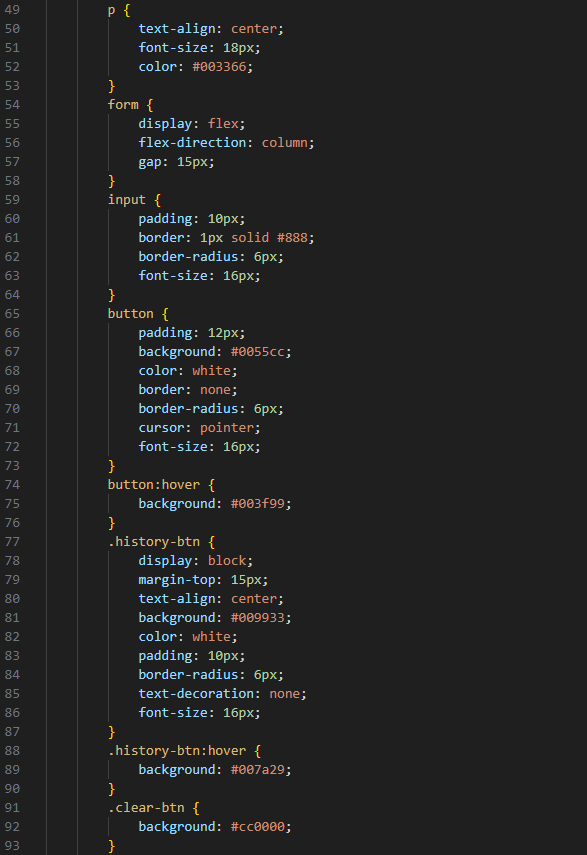 49 p {
50 text-align: center;
51 font-size: 18px;
52 color: #003366;
53 }
54 form {
55 display: flex;
56 flex-direction: column;
57 gap: 15px;
58 }
59 input {
60 padding: 10px;
61 border: 1px solid #888;
62 border-radius: 6px;
63 font-size: 16px;
64 }
65 button {
66 padding: 12px;
67 background: #0055cc;
68 color: white;
69 border: none;
70 border-radius: 6px;
71 cursor: pointer;
72 font-size: 16px;
73 }
74 button:hover {
75 background: #003f99;
76 }
77 .history-btn {
78 display: block;
79 margin-top: 15px;
80 text-align: center;
81 background: #009933;
82 color: white;
83 padding: 10px;
84 border-radius: 6px;
85 text-decoration: none;
86 font-size: 16px;
87 }
88 .history-btn:hover {
89 background: #007a29;
90 }
91 .clear-btn {
92 background: #cc0000;
93 }